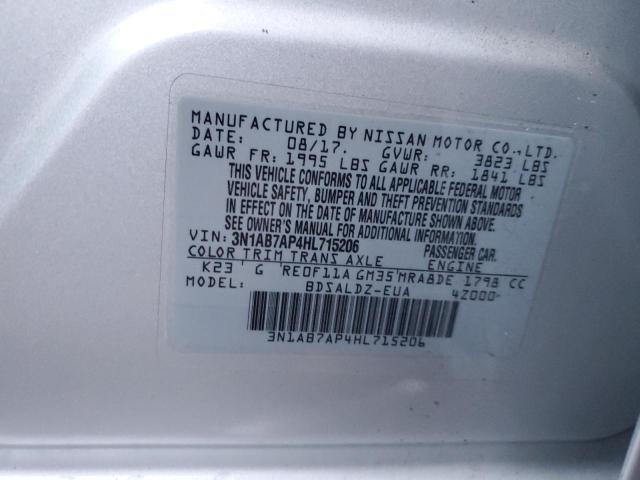 MANUFACTURED BY NISSAN MOTOR CO.,LTD.
DATE: 08/17. GVWR: 3823 LBS
GAWR FR: 1995 LBS GAWR RR: 1841 LBS
THIS VEHICLE CONFORMS TO ALL APPLICABLE FEDERAL MOTOR
VEHICLE SAFETY, BUMPER AND THEFT PREVENTION STANDARDS
IN EFFECT ON THE DATE OF MANUFACTURE SHOWN ABOVE.
SEE OWNER'S MANUAL FOR ADDITIONAL INFORMATION.
VIN: 3N1AB7AP4HL715206 PASSENGER CAR.
COLOR TRIM TRANS AXLE ENGINE
K23 G RE0F11A GM35 MRA8DE 1798 CC
MODEL: BDSALDZ-EUA 4Z000-
3N1AB7AP4HL715206